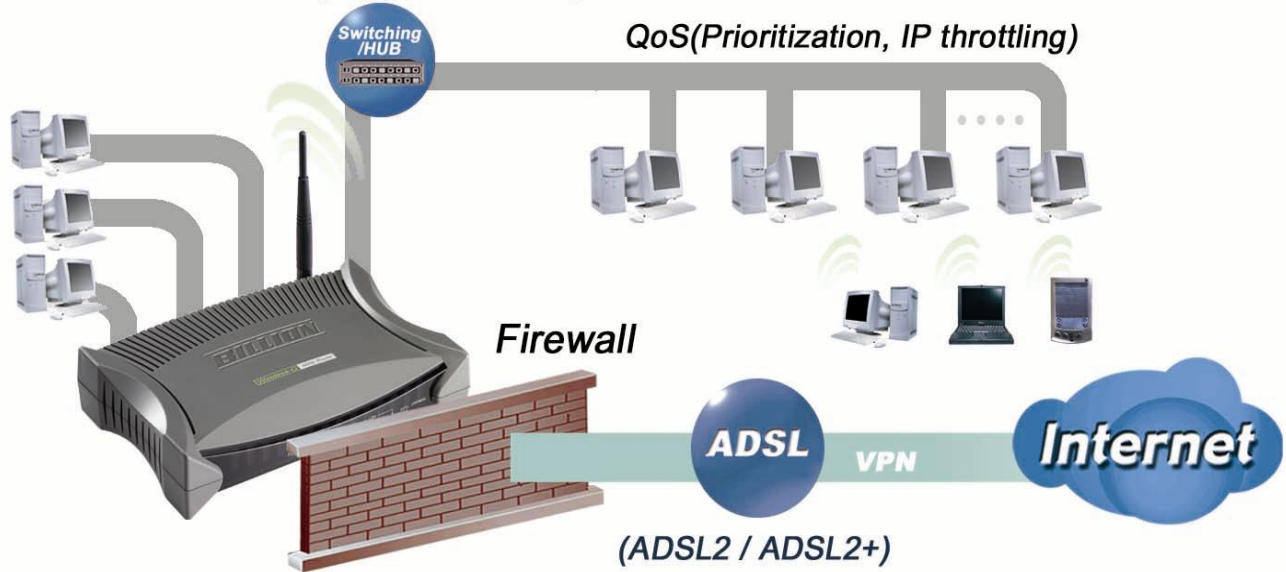 Switching
/HUB
QoS(Prioritization, IP throttling)
BILLION
Firewall
ADSL
VPN
Internet
(ADSL2 / ADSL2+)